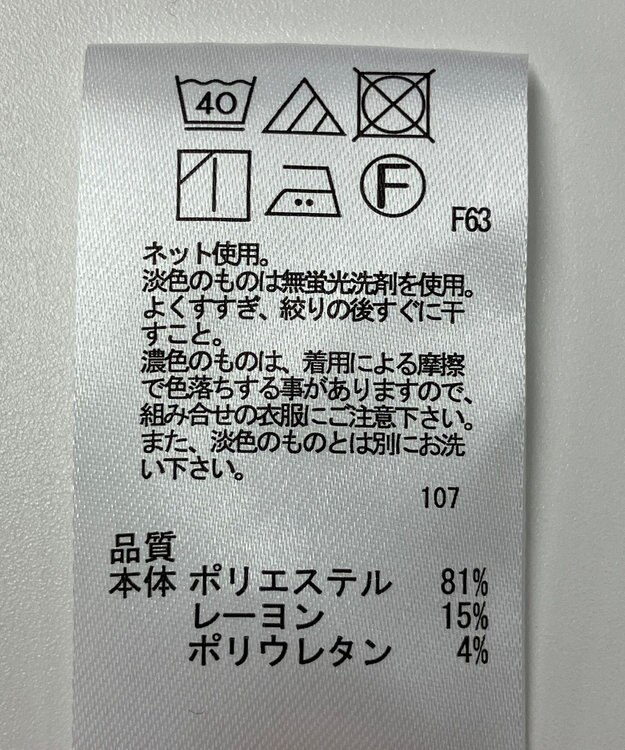 40
F
F63
ネット使用。
淡色のものは無蛍光洗剤を使用。
よくすすぎ、絞りの後すぐに干
すこと。
濃色のものは、着用による摩擦
で色落ちする事がありますので、
組み合せの衣服にご注意下さい。
また、淡色のものとは別にお洗
い下さい。
107
品質
本体 ポリエステル 81%
レーヨン 15%
ポリウレタン 4%